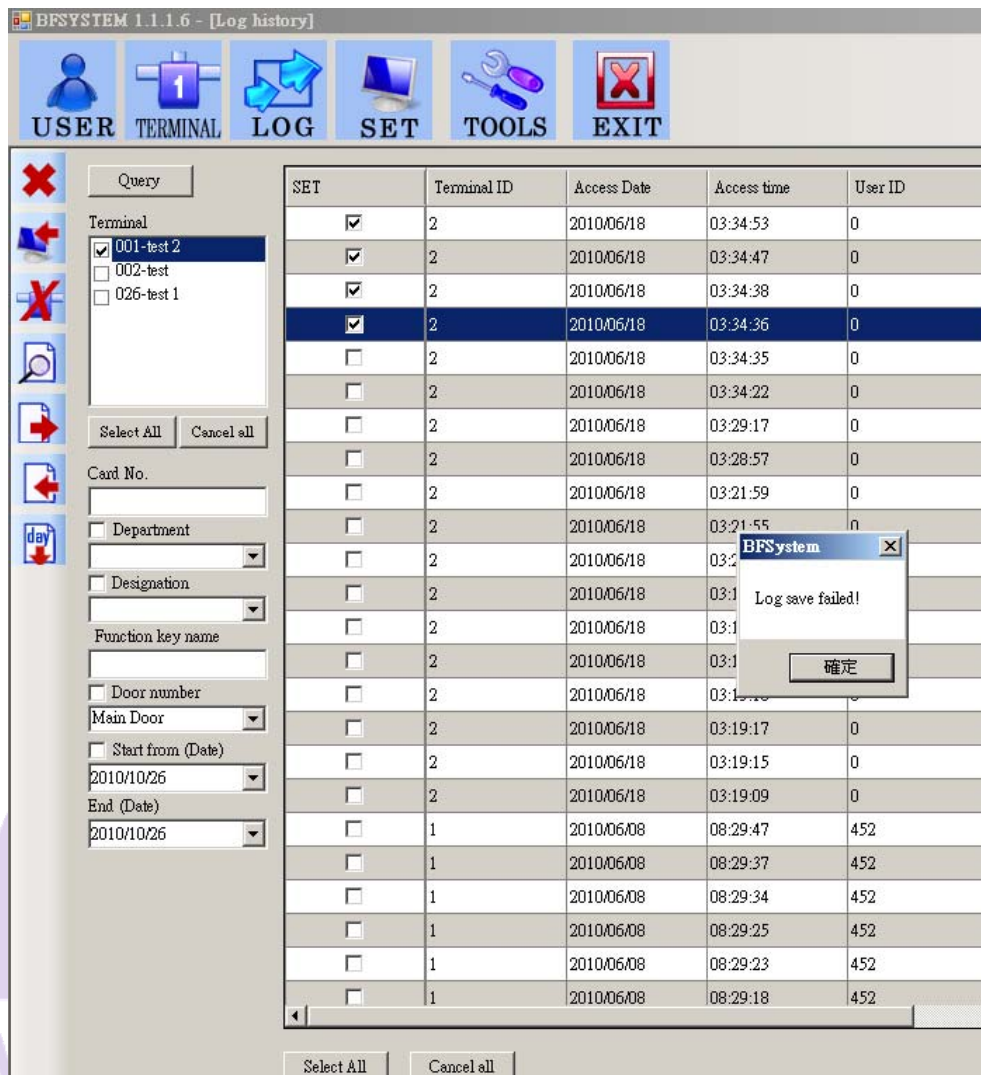 BFSYSTEM 1.1.1.6 - [Log history]
USER TERMINAL LOG SET TOOLS EXIT
1
day
Query
Terminal
001-test 2
002-test
026-test 1
Select All Cancel all
Card No.
Department
Designation
Function key name
Door number
Main Door
Start from (Date)
2010/10/26
End (Date)
2010/10/26
SET Terminal ID Access Date Access time User ID
2 2010/06/18 03:34:53 0
2 2010/06/18 03:34:47 0
2 2010/06/18 03:34:38 0
2 2010/06/18 03:34:36 0
2 2010/06/18 03:34:35 0
2 2010/06/18 03:34:22 0
2 2010/06/18 03:29:17 0
2 2010/06/18 03:28:57 0
2 2010/06/18 03:21:59 0
2 2010/06/18 03:21:55 0
2 2010/06/18
2 2010/06/18
2 2010/06/18
2 2010/06/18
2 2010/06/18
2 2010/06/18 03:19:17 0
2 2010/06/18 03:19:15 0
2 2010/06/18 03:19:09 0
1 2010/06/08 08:29:47 452
1 2010/06/08 08:29:37 452
1 2010/06/08 08:29:34 452
1 2010/06/08 08:29:25 452
1 2010/06/08 08:29:23 452
1 2010/06/08 08:29:18 452
BFSystem
Log save failed!
確定
Select All Cancel all